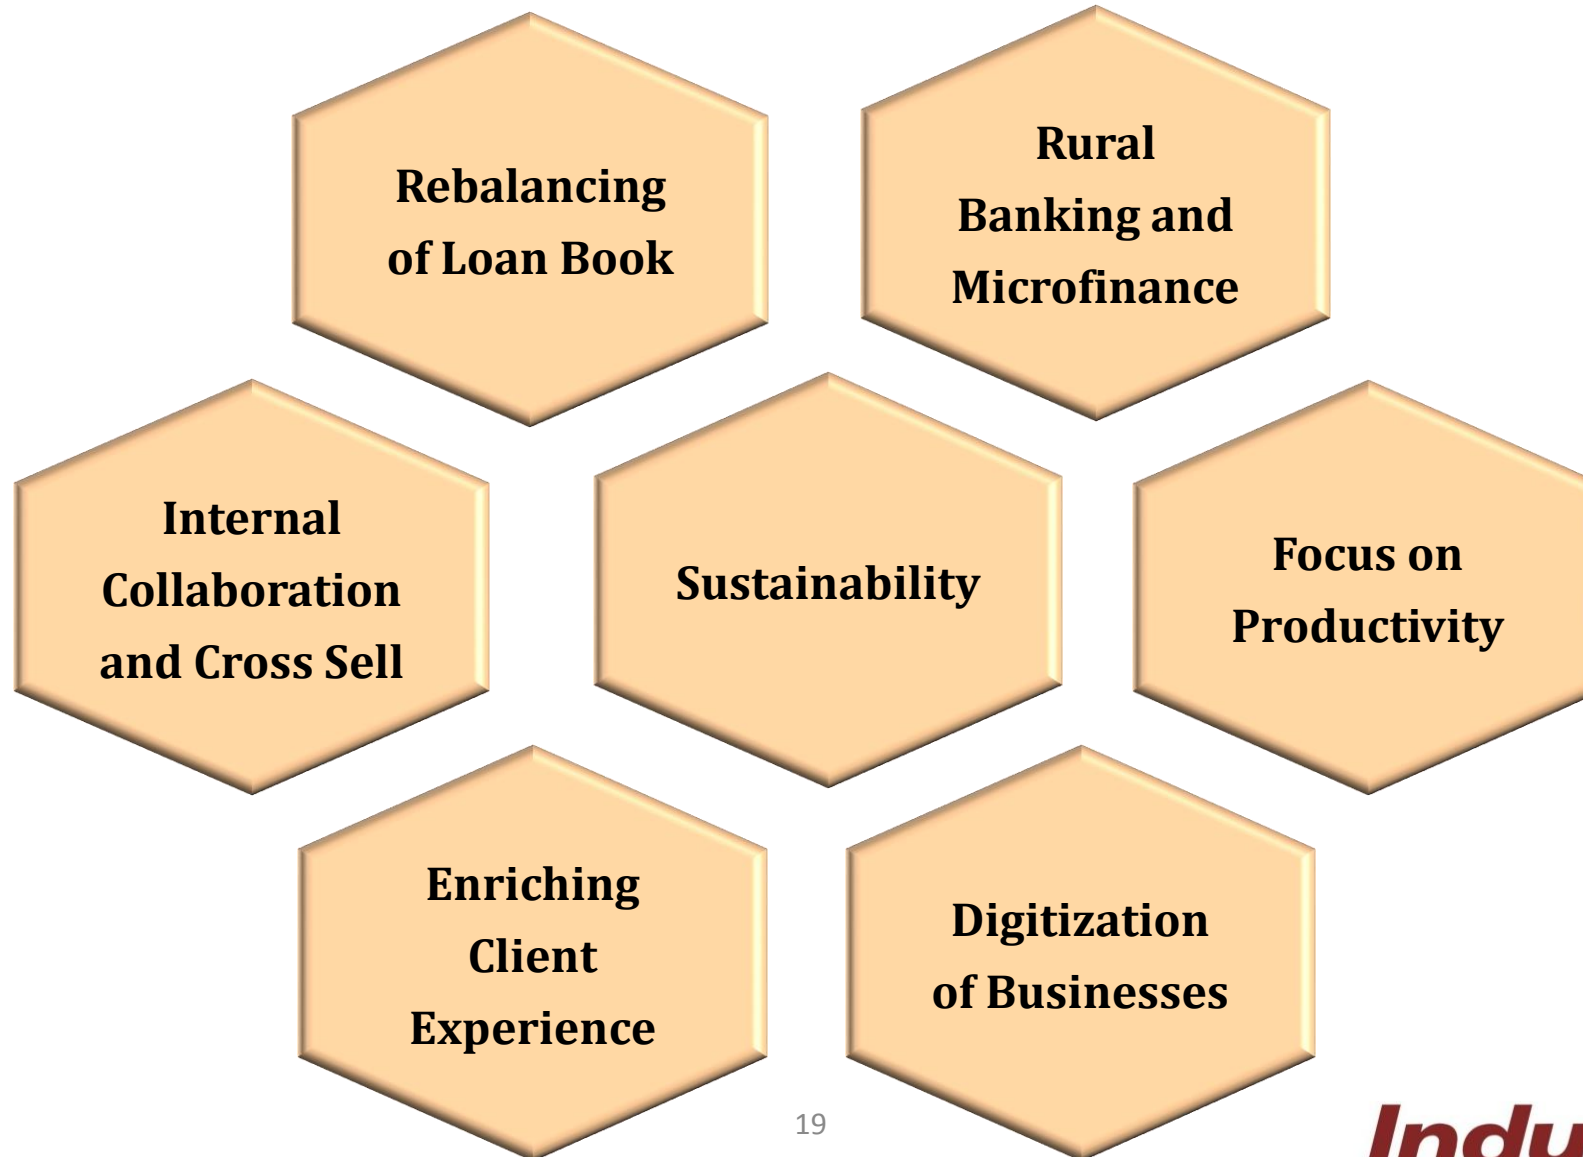 Rebalancing
of Loan Book
Rural
Banking and
Microfinance
Internal
Collaboration
and Cross Sell
Sustainability
Focus on
Productivity
Enriching
Client
Experience
Digitization
of Businesses
19
Indu